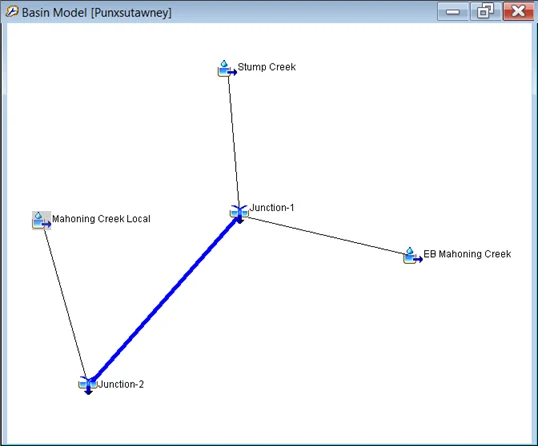 Basin Model [Punxsutawney]
Stump Creek
Junction-1
Mahoning Creek Local
EB Mahoning Creek
Junction-2